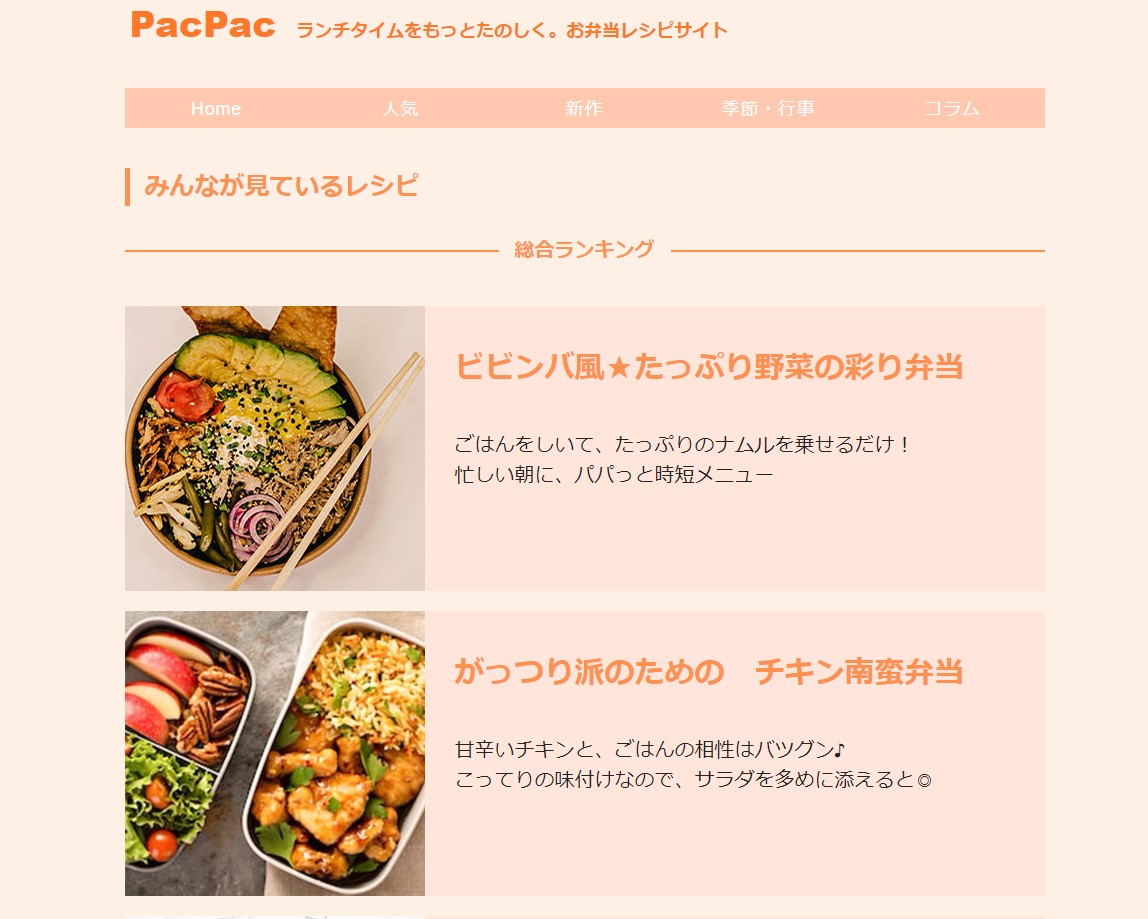 PacPac ランチタイムをもっとたのしく。お弁当レシピサイト
Home 人気 新作 季節・行事 コラム
みんなが見ているレシピ
総合ランキング
ビビンバ風★たっぷり野菜の彩り弁当
ごはんをしいて、たっぷりのナムルを乗せるだけ！
忙しい朝に、パパっと時短メニュー
がっつり派のための　チキン南蛮弁当
甘辛いチキンと、ごはんの相性はバツグン♪
こってりの味付けなので、サラダを多めに添えると◎